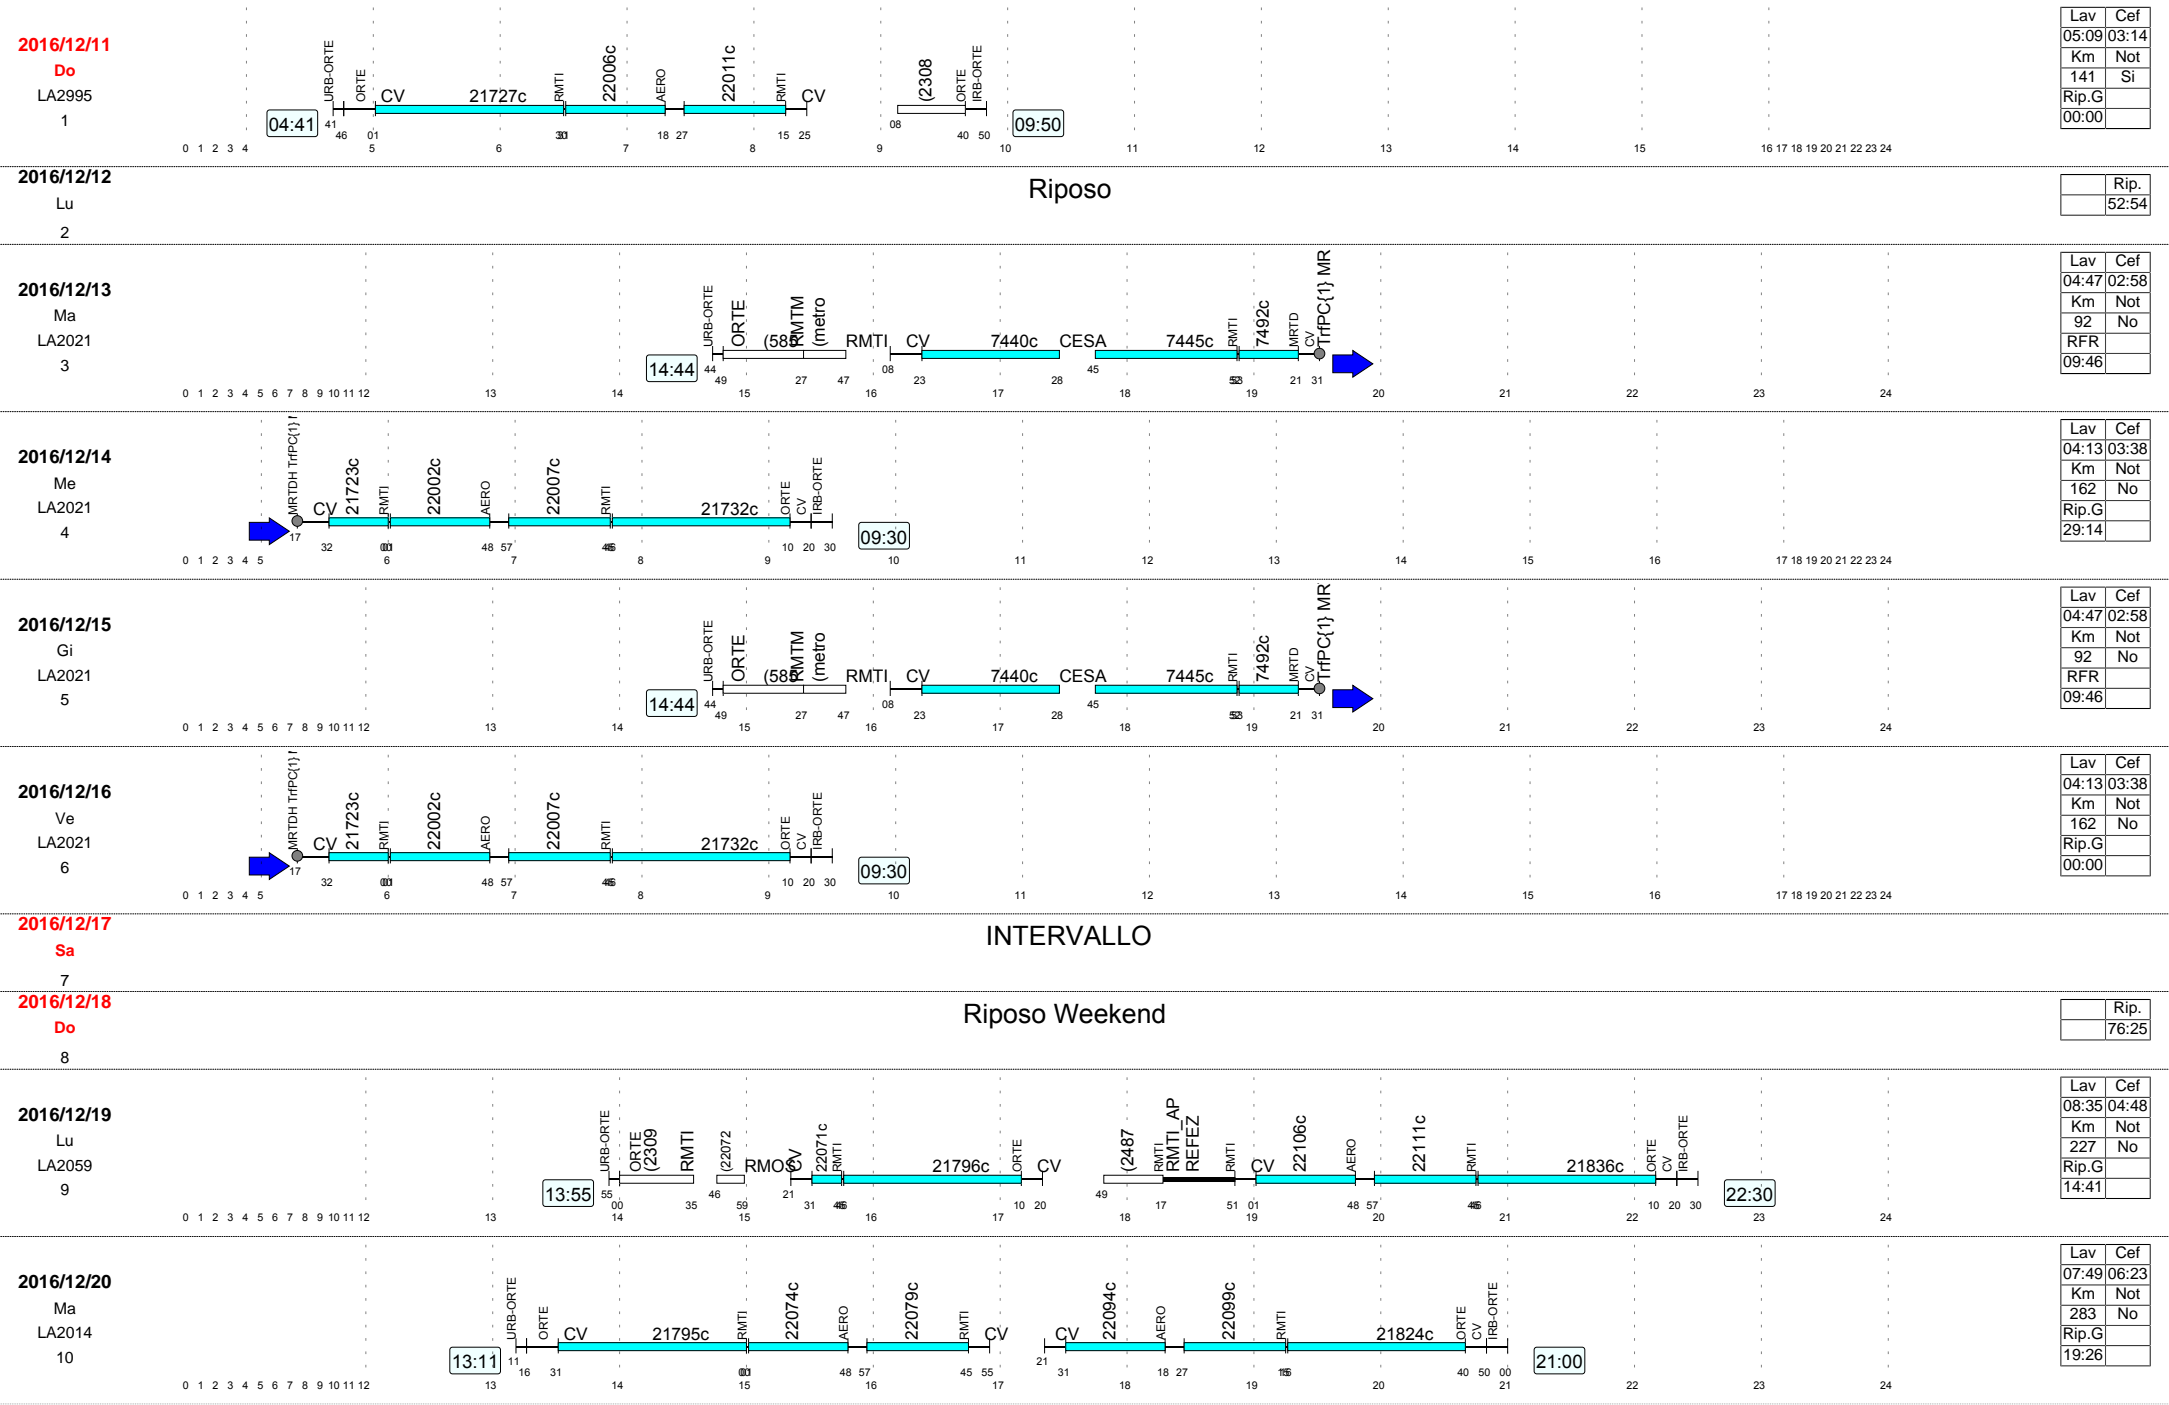 2016/12/11
Do
LA2995
1
04:41
URB-ORTE
ORTE
CV
21727c
RMTI
22006c
AERO
22011c
RMTI
CV
(2308
ORTE
IRB-ORTE
09:50
41 46 01 30 31 18 27 15 25 08 40 50
0 1 2 3 4 5 6 7 8 9 10 11 12 13 14 15 16 17 18 19 20 21 22 23 24
Lav Cef
05:09 03:14
Km Not
141 Si
Rip.G
00:00
2016/12/12
Lu
2
Riposo
Rip.
52:54
2016/12/13
Ma
LA2021
3
14:44
URB-ORTE
ORTE
(585
RMTM
(metro
RMTI
CV
7440c
CESA
7445c
RMTI
7492c
MRTD
CV
TrfPC{1} MR
44 49 27 47 08 23 28 45 52 53 21 31
0 1 2 3 4 5 6 7 8 9 10 11 12 13 14 15 16 17 18 19 20 21 22 23 24
Lav Cef
04:47 02:58
Km Not
92 No
RFR
09:46
2016/12/14
Me
LA2021
4
MRTDH TrfPC{1}
CV
21723c
RMTI
22002c
AERO
22007c
RMTI
21732c
ORTE
CV
IRB-ORTE
09:30
17 32 00 01 48 57 45 46 10 20 30
0 1 2 3 4 5 6 7 8 9 10 11 12 13 14 15 16 17 18 19 20 21 22 23 24
Lav Cef
04:13 03:38
Km Not
162 No
Rip.G
29:14
2016/12/15
Gi
LA2021
5
14:44
URB-ORTE
ORTE
(585
RMTM
(metro
RMTI
CV
7440c
CESA
7445c
RMTI
7492c
MRTD
CV
TrfPC{1} MR
44 49 27 47 08 23 28 45 52 53 21 31
0 1 2 3 4 5 6 7 8 9 10 11 12 13 14 15 16 17 18 19 20 21 22 23 24
Lav Cef
04:47 02:58
Km Not
92 No
RFR
09:46
2016/12/16
Ve
LA2021
6
MRTDH TrfPC{1}
CV
21723c
RMTI
22002c
AERO
22007c
RMTI
21732c
ORTE
CV
IRB-ORTE
09:30
17 32 00 01 48 57 45 46 10 20 30
0 1 2 3 4 5 6 7 8 9 10 11 12 13 14 15 16 17 18 19 20 21 22 23 24
Lav Cef
04:13 03:38
Km Not
162 No
Rip.G
00:00
2016/12/17
Sa
7
INTERVALLO
2016/12/18
Do
8
Riposo Weekend
Rip.
76:25
2016/12/19
Lu
LA2059
9
13:55
URB-ORTE
ORTE
(2309
RMTI
(22072
RMOS
CV
22071c
RMTI
21796c
ORTE
CV
(2487
RMTI
RMTI_AP
REFEZ
RMTI
CV
22106c
AERO
22111c
RMTI
21836c
ORTE
CV
IRB-ORTE
22:30
55 00 35 46 59 21 31 45 46 10 20 49 17 51 01 48 57 45 46 10 20 30
0 1 2 3 4 5 6 7 8 9 10 11 12 13 14 15 16 17 18 19 20 21 22 23 24
Lav Cef
08:35 04:48
Km Not
227 No
Rip.G
14:41
2016/12/20
Ma
LA2014
10
13:11
URB-ORTE
ORTE
CV
21795c
RMTI
22074c
AERO
22079c
RMTI
CV
CV
22094c
AERO
22099c
RMTI
21824c
ORTE
CV
IRB-ORTE
21:00
11 16 31 00 01 48 57 45 55 21 31 18 27 15 16 40 50 00
0 1 2 3 4 5 6 7 8 9 10 11 12 13 14 15 16 17 18 19 20 21 22 23 24
Lav Cef
07:49 06:23
Km Not
283 No
Rip.G
19:26